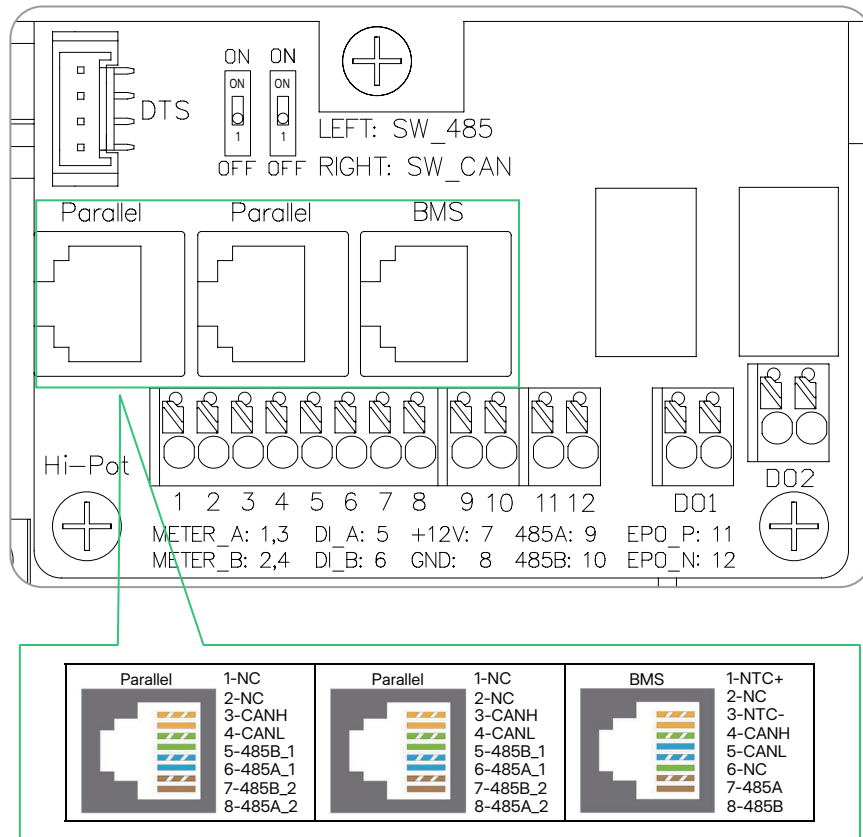 ON ON
ON ON
DTS
1 1
LEFT: SW_485
OFF OFF RIGHT: SW_CAN
Parallel Parallel BMS
Hi-Pot
DO2
1 2 3 4 5 6 7 8 9 10 11 12 DO1
METER_A: 1,3 DI_A: 5 +12V: 7 485A: 9 EPO_P: 11
METER_B: 2,4 DI_B: 6 GND: 8 485B: 10 EPO_N: 12
Parallel
1-NC
2-NC
3-CANH
4-CANL
5-485B_1
6-485A_1
7-485B_2
8-485A_2
Parallel
1-NC
2-NC
3-CANH
4-CANL
5-485B_1
6-485A_1
7-485B_2
8-485A_2
BMS
1-NTC+
2-NC
3-NTC-
4-CANH
5-CANL
6-NC
7-485A
8-485B